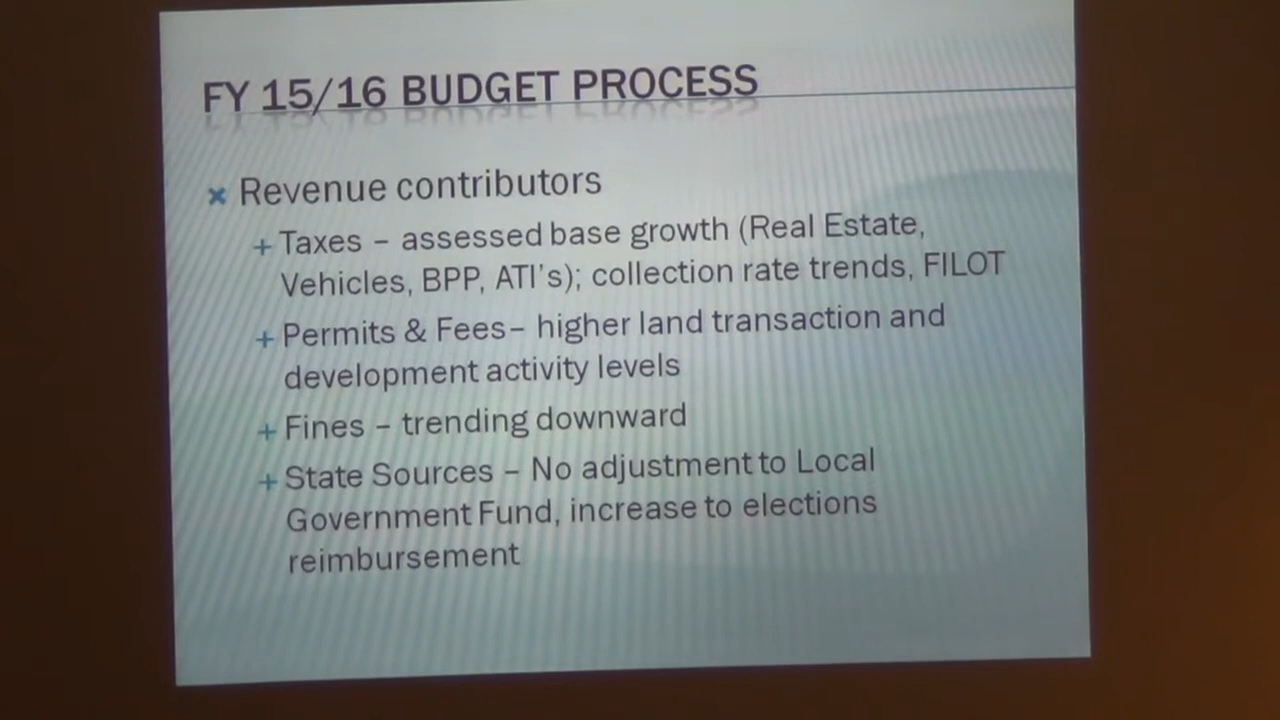 FY 15/16 BUDGET PROCESS
Revenue contributors
Taxes – assessed base growth (Real Estate,
Vehicles, BPP, ATI's); collection rate trends, FILOT
Permits & Fees– higher land transaction and
development activity levels
Fines – trending downward
State Sources – No adjustment to Local
Government Fund, increase to elections
reimbursement